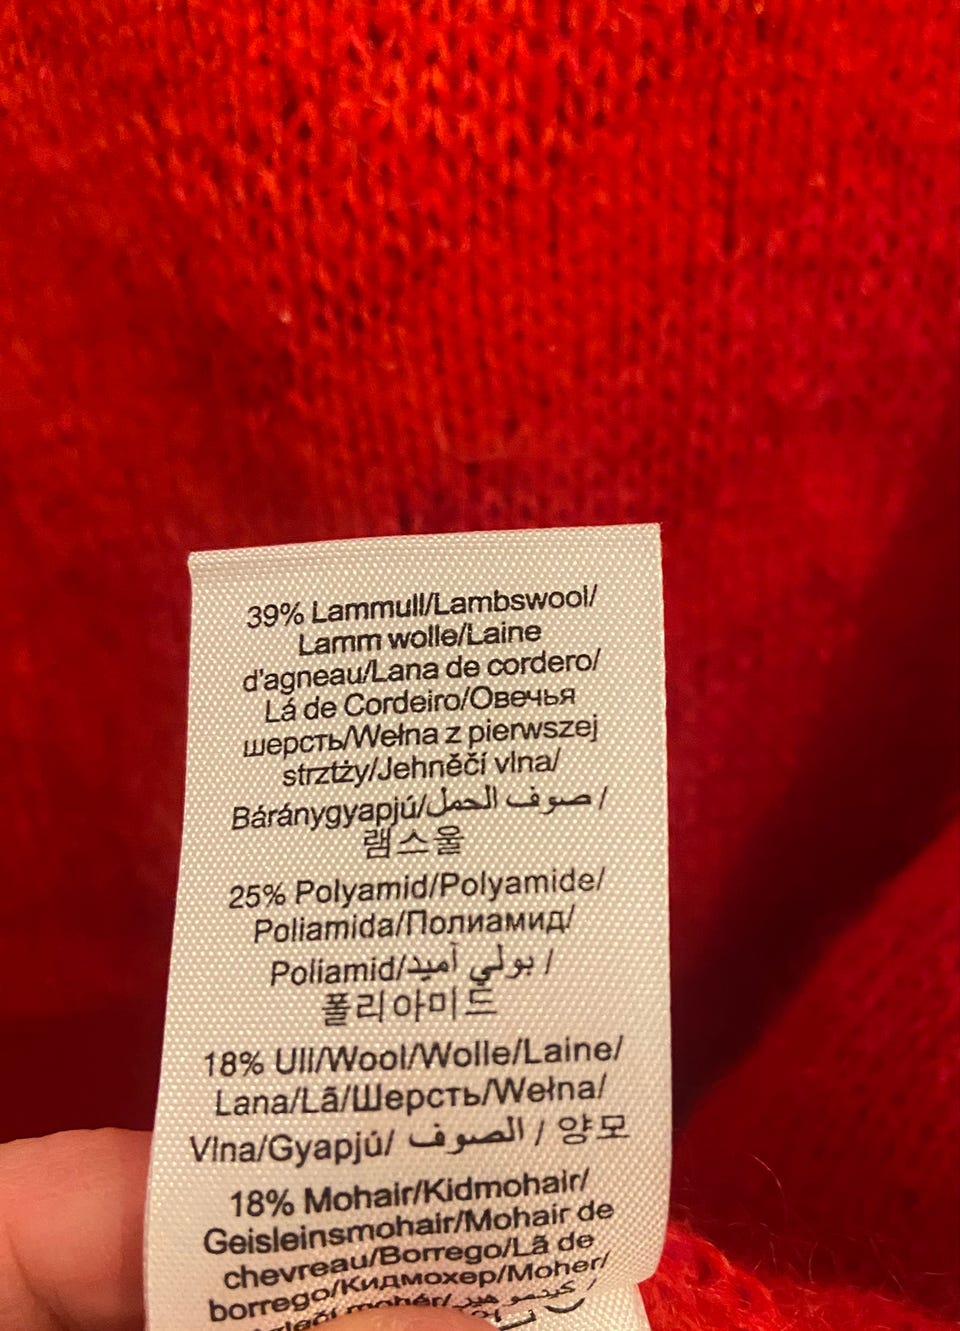 39% Lammull/Lambswool/
Lamm wolle/Laine
d'agneau/Lana de cordero/
Lá de Cordeiro/Овечья
шерсть/Wełna z pierwszej
strztży/Jehněčí vlna/
Báránygyapjú/صوف الحمل /
램스울
25% Polyamid/Polyamide/
Poliamida/Полиамид/
Poliamid/بولي أميد /
폴리아미드
18% Ull/Wool/Wolle/Laine/
Lana/Lã/Шерсть/Wełna/
Vlna/Gyapjú/ الصوف / 양모
18% Mohair/Kidmohair/
Geisleinsmohair/Mohair de
chevreau/Borrego/Lã de
borrego/Кидмохер/Moher/
mohér/